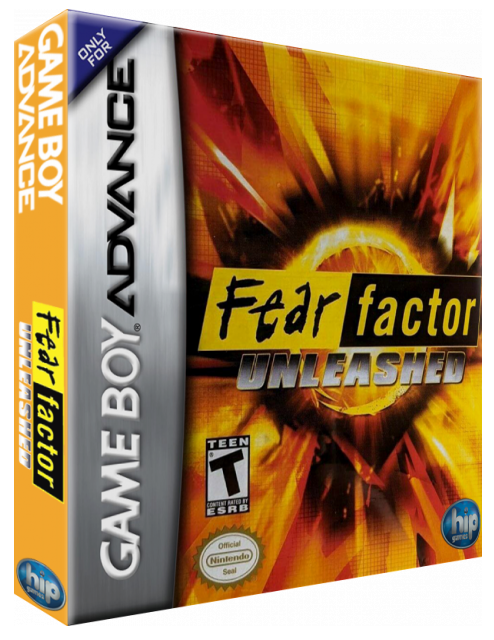 GAME BOY
ADVANCE
Fear factor
UNLEASHED
hip
games
ONLY
FOR
GAME BOY ADVANCE
Fear factor
UNLEASHED
TEEN
T
CONTENT RATED BY
ESRB
Official
Nintendo
Seal
hip
games